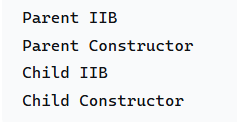 Parent IIB
Parent Constructor
Child IIB
Child Constructor